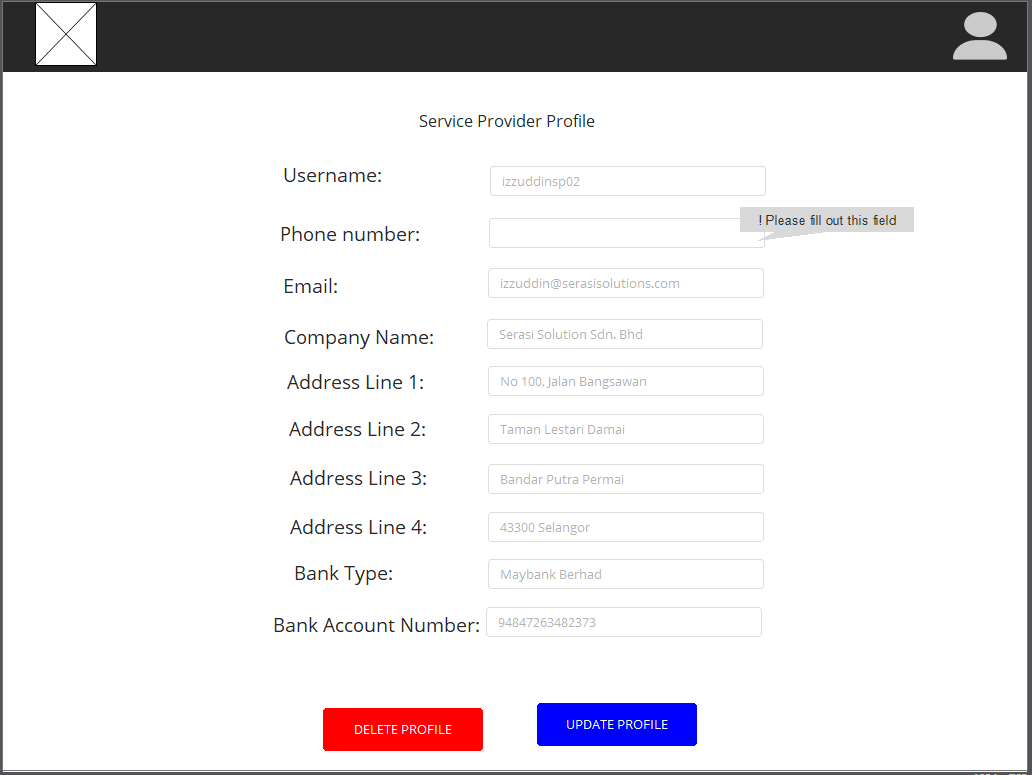 Service Provider Profile
Username: izzuddinsp02
! Please fill out this field
Phone number:
Email: izzuddin@serasisolutions.com
Company Name: Serasi Solution Sdn. Bhd
Address Line 1: No 100, Jalan Bangsawan
Address Line 2: Taman Lestari Damai
Address Line 3: Bandar Putra Permai
Address Line 4: 43300 Selangor
Bank Type: Maybank Berhad
Bank Account Number: 94847263482373
DELETE PROFILE UPDATE PROFILE